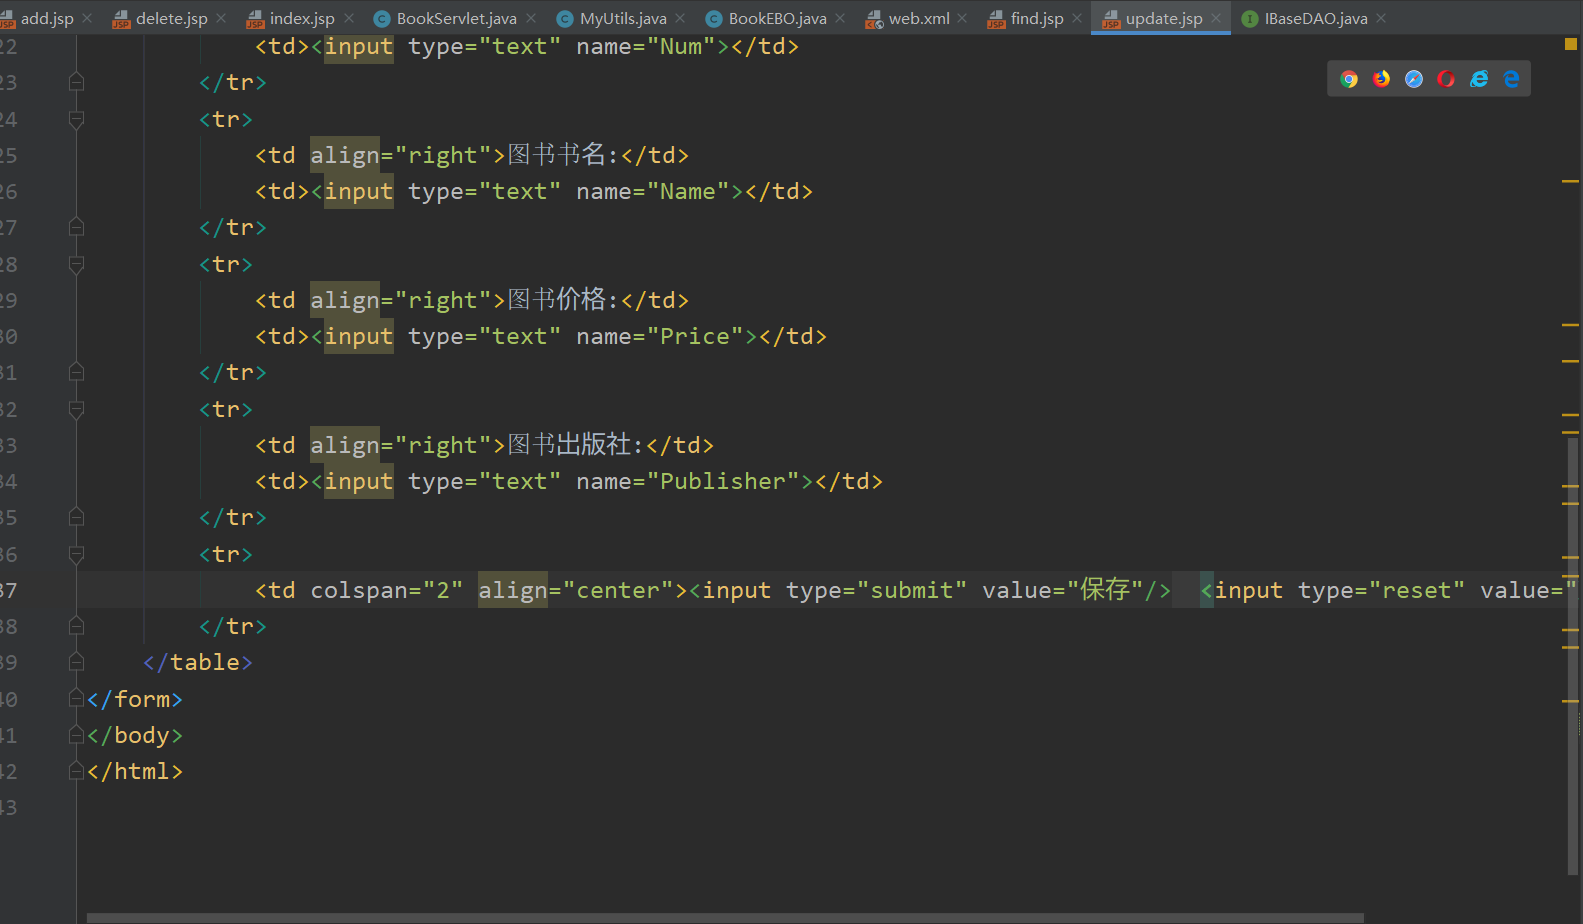 add.jsp delete.jsp index.jsp BookServlet.java MyUtils.java BookEBO.java web.xml find.jsp update.jsp IBaseDAO.java
22 <td><input type="text" name="Num"></td>
23 </tr>
24 <tr>
25 <td align="right">图书书名:</td>
26 <td><input type="text" name="Name"></td>
27 </tr>
28 <tr>
29 <td align="right">图书价格:</td>
30 <td><input type="text" name="Price"></td>
31 </tr>
32 <tr>
33 <td align="right">图书出版社:</td>
34 <td><input type="text" name="Publisher"></td>
35 </tr>
36 <tr>
37 <td colspan="2" align="center"><input type="submit" value="保存"/> <input type="reset" value="
38 </tr>
39 </table>
40 </form>
41 </body>
42 </html>
43